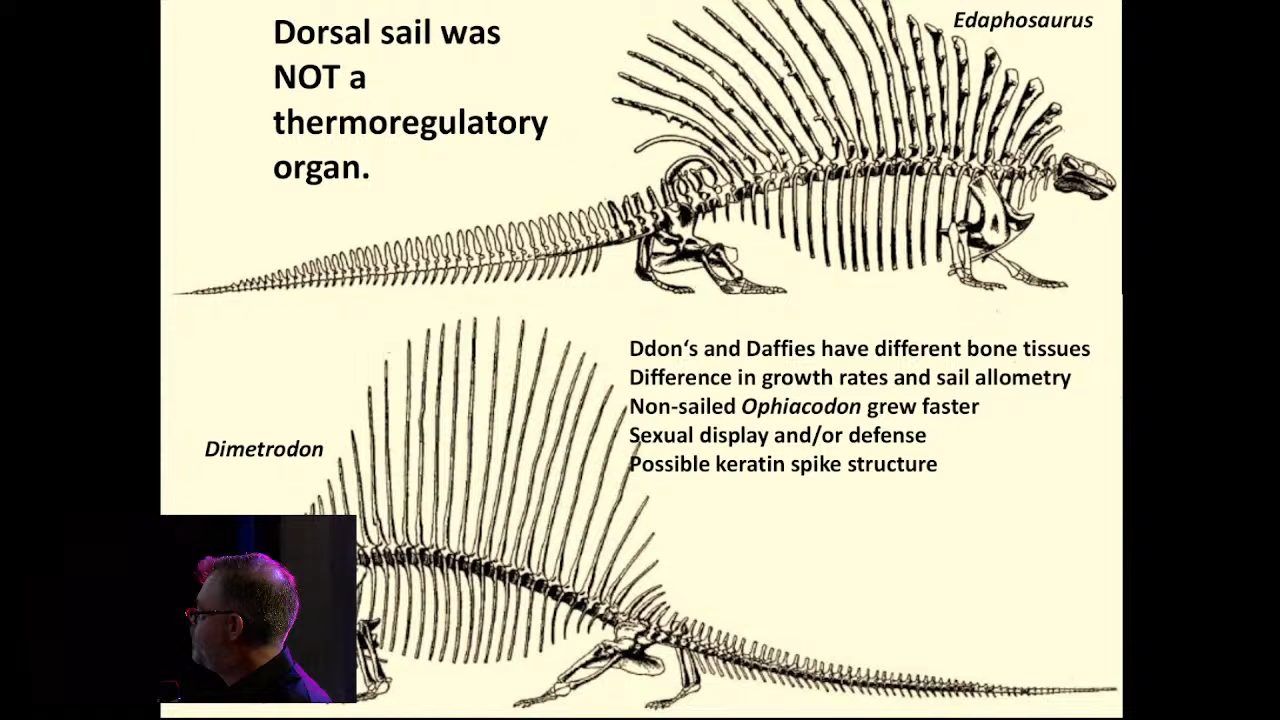 Dorsal sail was
NOT a
thermoregulatory
organ.
Edaphosaurus
Ddon‘s and Daffies have different bone tissues
Difference in growth rates and sail allometry
Non-sailed Ophiacodon grew faster
Sexual display and/or defense
Possible keratin spike structure
Dimetrodon